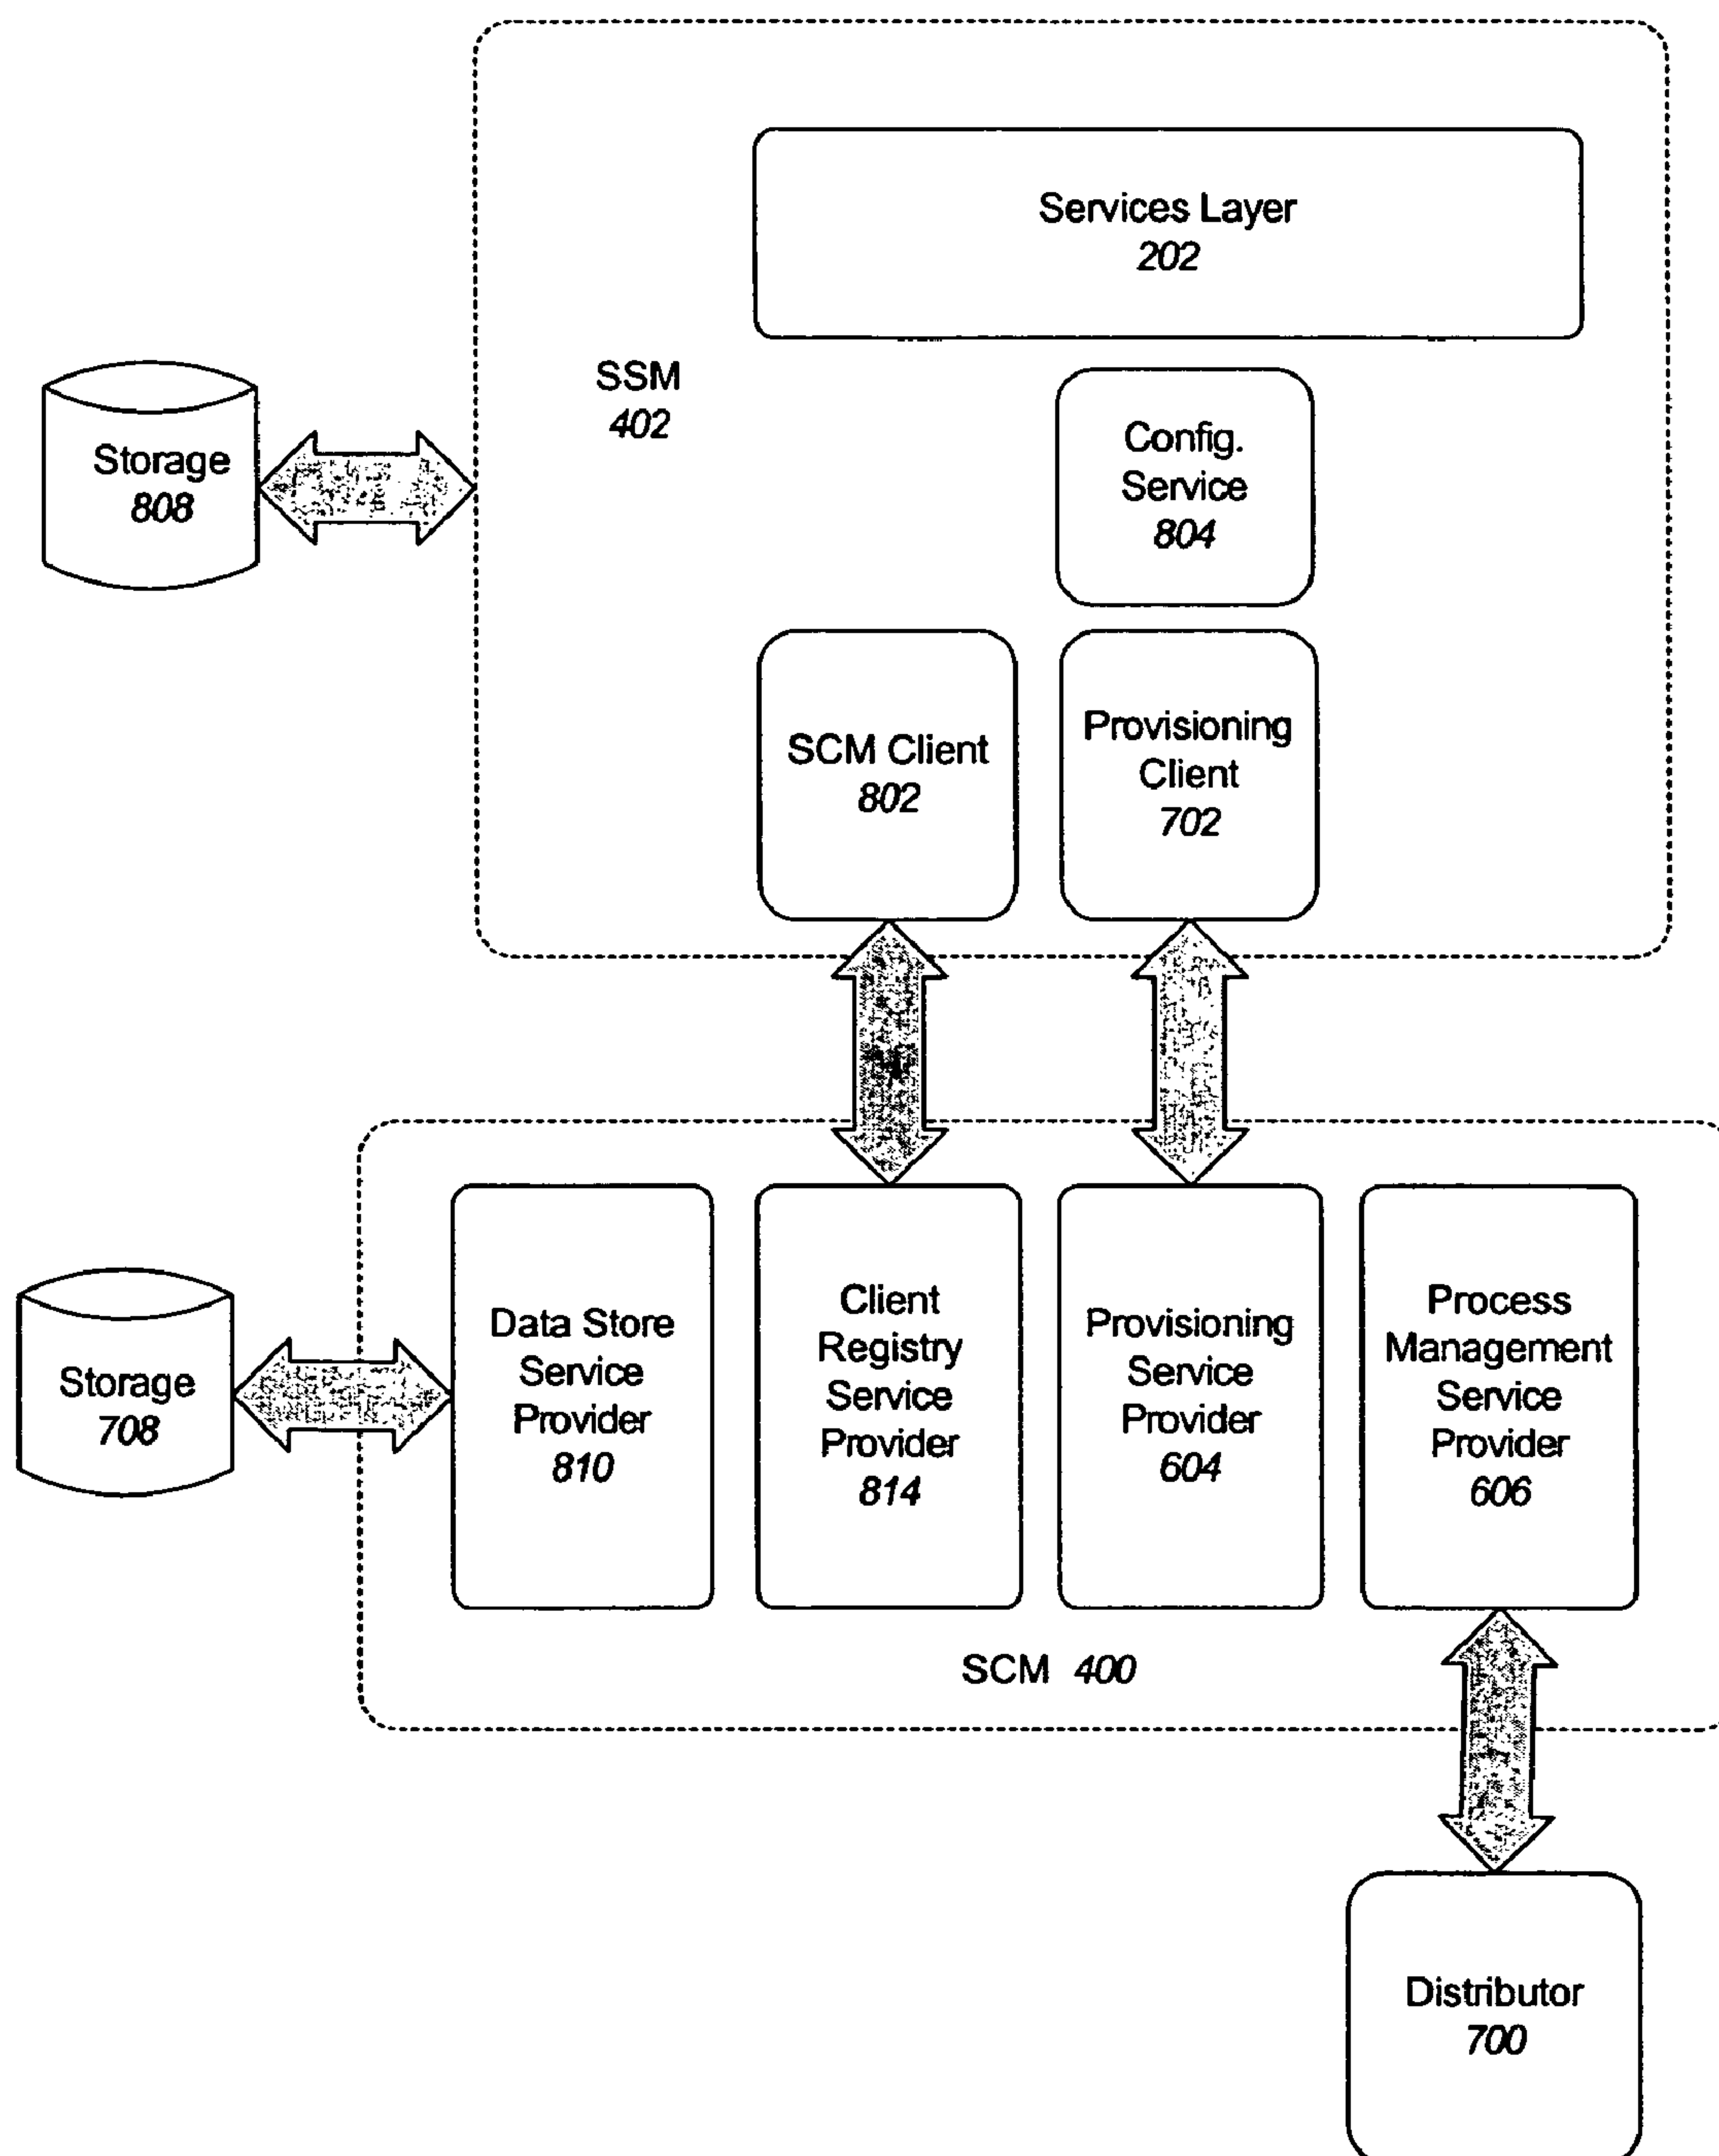 Services Layer
202
SSM
402
Storage
808
Config.
Service
804
SCM Client
802
Provisioning
Client
702
Storage
708
Data Store
Service
Provider
810
Client
Registry
Service
Provider
814
Provisioning
Service
Provider
604
Process
Management
Service
Provider
606
SCM 400
Distributor
700